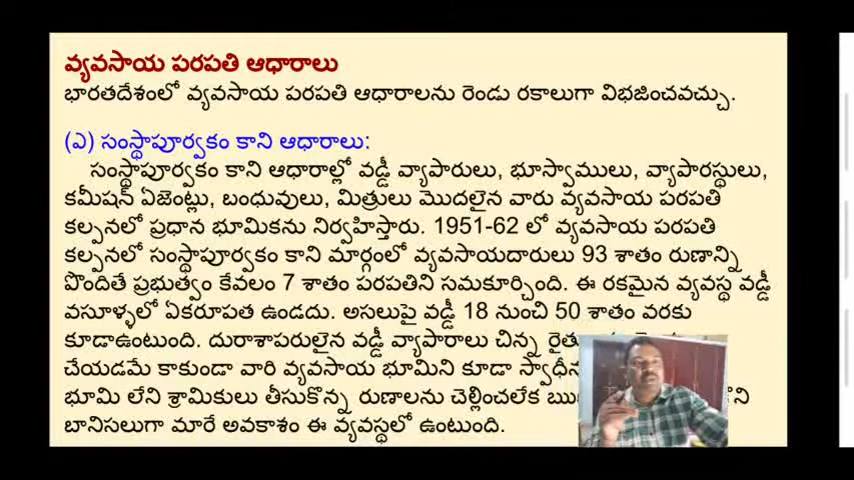 వ్యవసాయ పరపతి ఆధారాలు
భారతదేశంలో వ్యవసాయ పరపతి ఆధారాలను రెండు రకాలుగా విభజించవచ్చు.
(ఎ) సంస్థాపూర్వకం కాని ఆధారాలు:
సంస్థాపూర్వకం కాని ఆధారాల్లో వడ్డీ వ్యాపారులు, భూస్వాములు, వ్యాపారస్థులు,
కమీషన్ ఏజెంట్లు, బంధువులు, మిత్రులు మొదలైన వారు వ్యవసాయ పరపతి
కల్పనలో ప్రధాన భూమికను నిర్వహిస్తారు. 1951-62 లో వ్యవసాయ పరపతి
కల్పనలో సంస్థాపూర్వకం కాని మార్గంలో వ్యవసాయదారులు 93 శాతం రుణాన్ని
పొందితే ప్రభుత్వం కేవలం 7 శాతం పరపతిని సమకూర్చింది. ఈ రకమైన వ్యవస్థ వడ్డీ
వసూళ్ళలో ఏకరూపత ఉండదు. అసలుపై వడ్డీ 18 నుంచి 50 శాతం వరకు
కూడాఉంటుంది. దురాశాపరులైన వడ్డీ వ్యాపారాలు చిన్న
చేయడమే కాకుండా వారి వ్యవసాయ భూమిని కూడా
భూమి లేని శ్రామికులు తీసుకొన్న రుణాలను చెల్లించలేక
బానిసలుగా మారే అవకాశం ఈ వ్యవస్థలో ఉంటుంది.